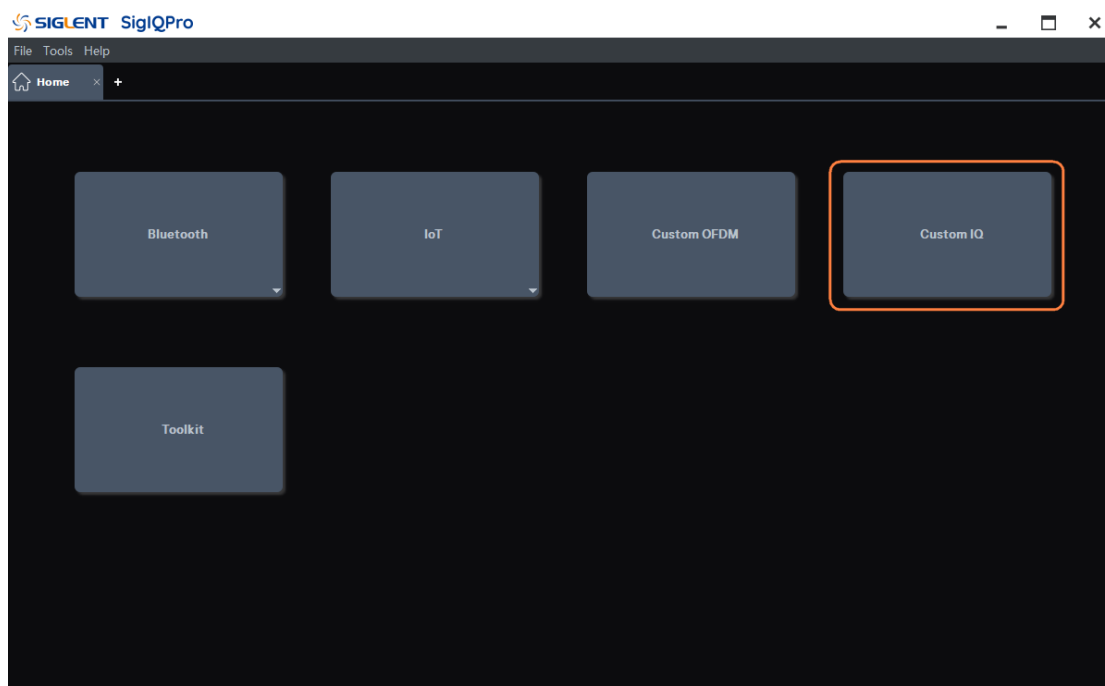 SIGLENT SigIQPro
File Tools Help
Home × +
Bluetooth
IoT
Custom OFDM
Custom IQ
Toolkit